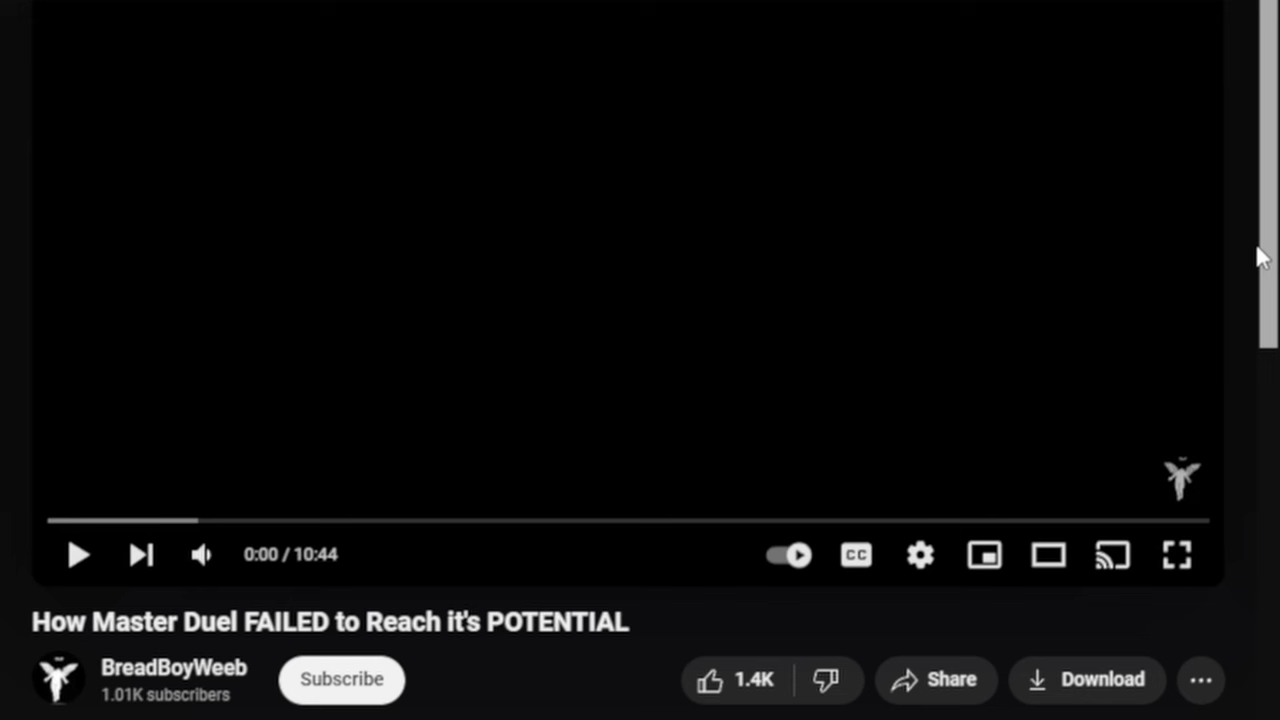 CC
0:00 / 10:44
How Master Duel FAILED to Reach it's POTENTIAL
BreadBoyWeeb
1.01K subscribers
Subscribe
1.4K
Share
Download